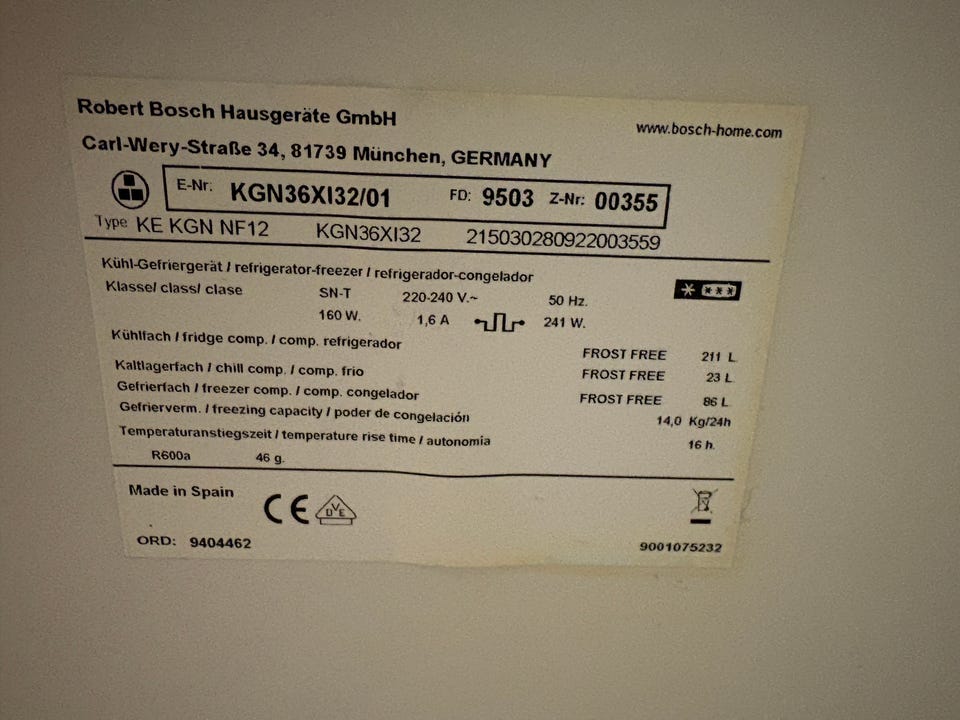 Robert Bosch Hausgeräte GmbH www.bosch-home.com
Carl-Wery-Straße 34, 81739 München, GERMANY
E-Nr: KGN36XI32/01 FD: 9503 Z-Nr: 00355
Type KE KGN NF12 KGN36XI32 215030280922003559
Kühl-Gefriergerät / refrigerator-freezer / refrigerador-congelador
Klasse/ class/ clase SN-T 220-240 V.~ 50 Hz.
160 W. 1,6 A 241 W.
Kühlfach / fridge comp. / comp. refrigerador FROST FREE 211 L
Kaltlagerfach / chill comp. / comp. frio FROST FREE 23 L
Gefrierfach / freezer comp. / comp. congelador FROST FREE 86 L
Gefrierverm. / freezing capacity / poder de congelación 14,0 Kg/24h
Temperaturanstiegszeit / temperature rise time / autonomia 16 h.
R600a 46 g.
Made in Spain
CE DVE
ORD: 9404462 9001075232